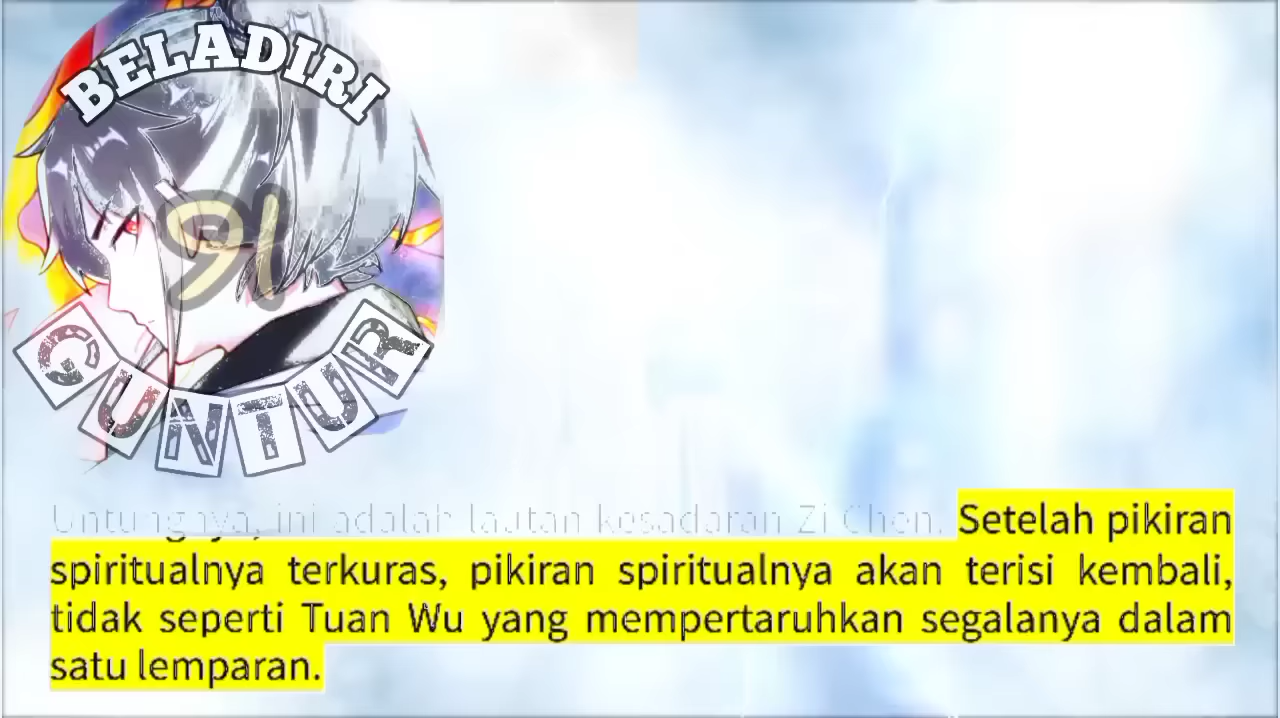 BELADIRI
GUNTUR
Untungnya, ini adalah lautan kesadaran Zi Chen. Setelah pikiran
spiritualnya terkuras, pikiran spiritualnya akan terisi kembali,
tidak seperti Tuan Wu yang mempertaruhkan segalanya dalam
satu lemparan.